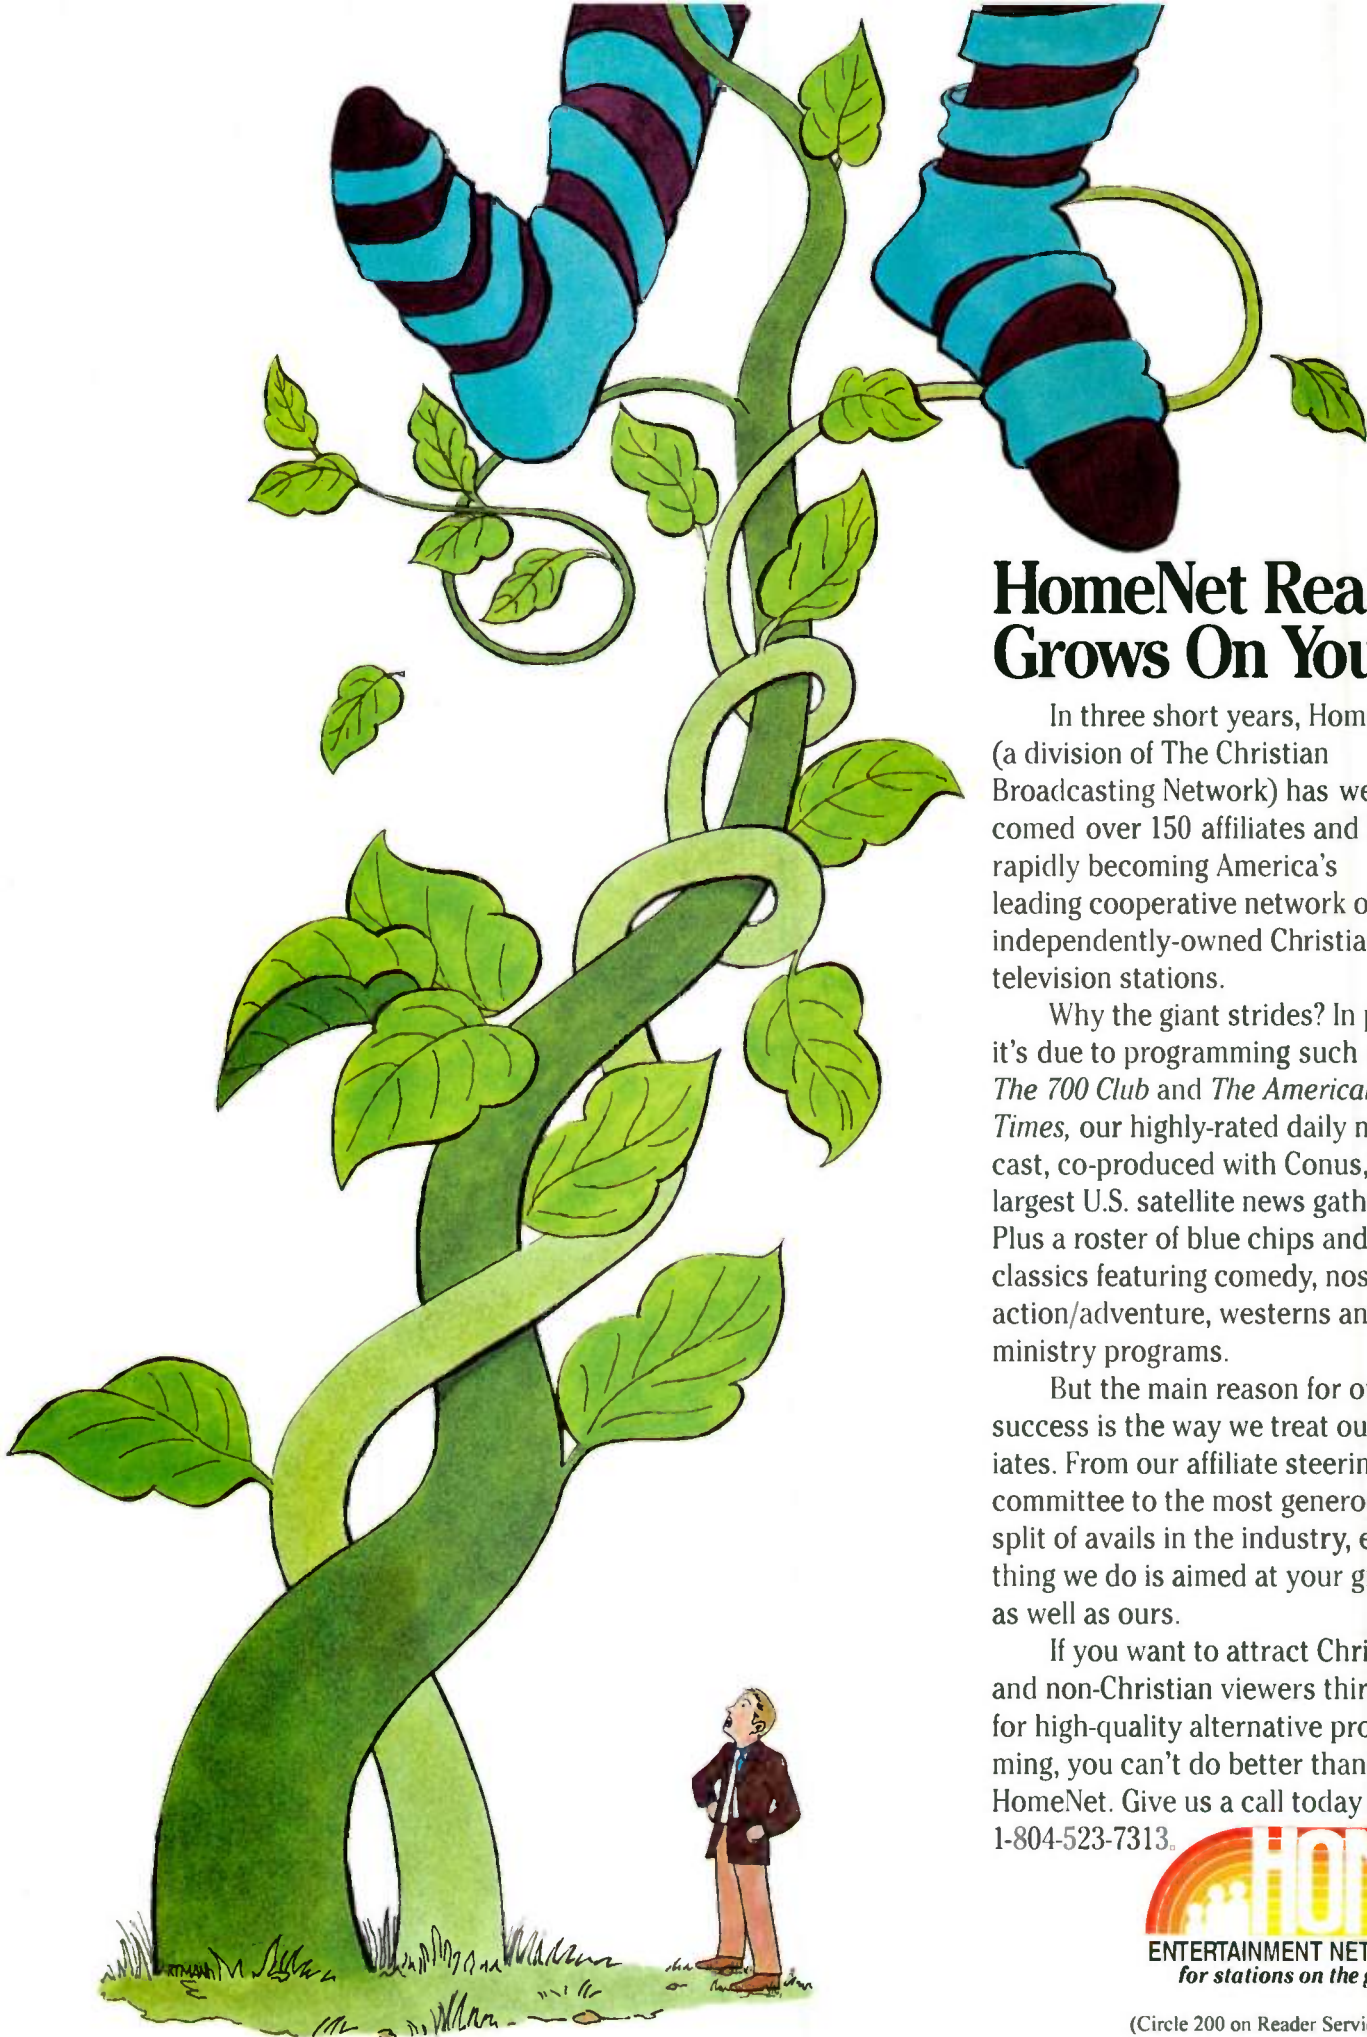 HomeNet Rea
Grows On You
In three short years, Hom
(a division of The Christian
Broadcasting Network) has we
comed over 150 affiliates and
rapidly becoming America's
leading cooperative network o
independently-owned Christia
television stations.
Why the giant strides? In p
it's due to programming such
The 700 Club and The America
Times, our highly-rated daily n
cast, co-produced with Conus,
largest U.S. satellite news gath
Plus a roster of blue chips and
classics featuring comedy, nos
action/adventure, westerns an
ministry programs.
But the main reason for o
success is the way we treat ou
iates. From our affiliate steerin
committee to the most genero
split of avails in the industry, e
thing we do is aimed at your g
as well as ours.
If you want to attract Chri
and non-Christian viewers thir
for high-quality alternative pro
ming, you can't do better than
HomeNet. Give us a call today
1-804-523-7313.
HOM
ENTERTAINMENT NET
for stations on the g
(Circle 200 on Reader Servi